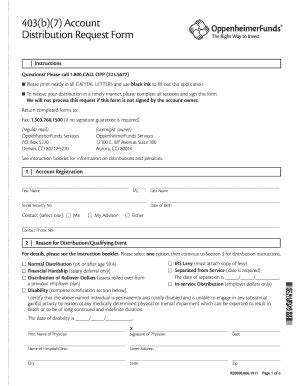 403(b)(7) Account
Distribution Request Form
OppenheimerFunds
The Right Way to Invest
Instructions
Questions? Please call 1.800.CALL OPP (225.5677)
Please print neatly in ALL CAPITAL LETTERS and use black ink to fill out the application.
To receive your distribution in a timely manner, please complete all sections and sign this form.
We will not process this request if this form is not signed by the account owner.
Return completed forms to:
Fax: 1.303.768.1500 (if no signature guarantee is required)
(regular mail) (overnight courier)
OppenheimerFunds Services OppenheimerFunds Services
PO Box 5270 12100 E. Iliff Avenue, Suite 300
Denver, CO 80217-5270 Aurora, CO 80014
See instruction booklets for information on distributions and penalties.
1 Account Registration
First Name M.I. Last Name
Social Security No. Date of Birth
Contact (select one): Me My Advisor Either
Contact Phone No.
2 Reason for Distribution/Qualifying Event
For details, please see the instruction booklet. Please select one option, then continue to Section 3 for distribution instructions.
Normal Distribution (on or after age 59½) IRS Levy (must attach copy of levy)
Financial Hardship (salary deferral only) Separated from Service (date is required)
Distribution of Rollover Dollars (assets rolled over from The date of separation is ____/____/____.
a previous employer plan) In-service Distribution (employer dollars only)
Disability (complete certification section below)
I certify that the above named individual is permanently and totally disabled and is unable to engage in any substantial
gainful activity by reason of any medically determined physical or mental impairment which can be expected to result in
death or to be of long-continued and indefinite duration.
The date of disability is ____/____/____.
X
Print Name of Physician Signature of Physician Date
Name of Hospital/Clinic Street Address
City State Zip
Page 1 of 6